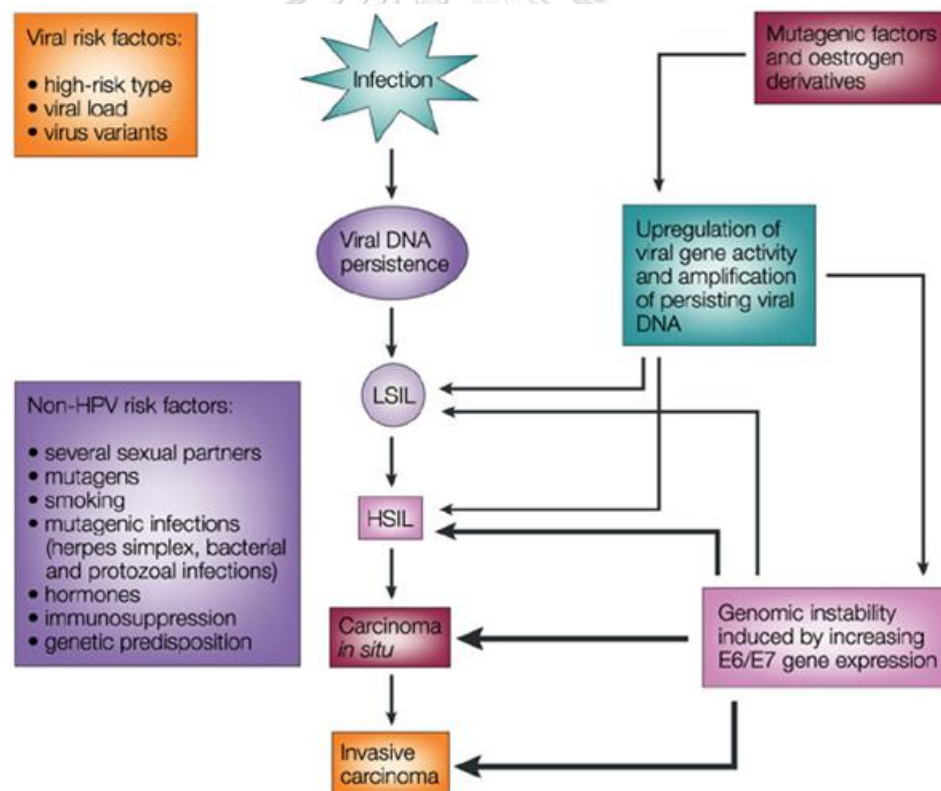 Viral risk factors:
• high-risk type
• viral load
• virus variants
Infection
Mutagenic factors
and oestrogen
derivatives
Viral DNA
persistence
Upregulation of
viral gene activity
and amplification
of persisting viral
DNA
LSIL
Non-HPV risk factors:
• several sexual partners
• mutagens
• smoking
• mutagenic infections
(herpes simplex, bacterial
and protozoal infections)
• hormones
• immunosuppression
• genetic predisposition
HSIL
Carcinoma
in situ
Genomic instability
induced by increasing
E6/E7 gene expression
Invasive
carcinoma